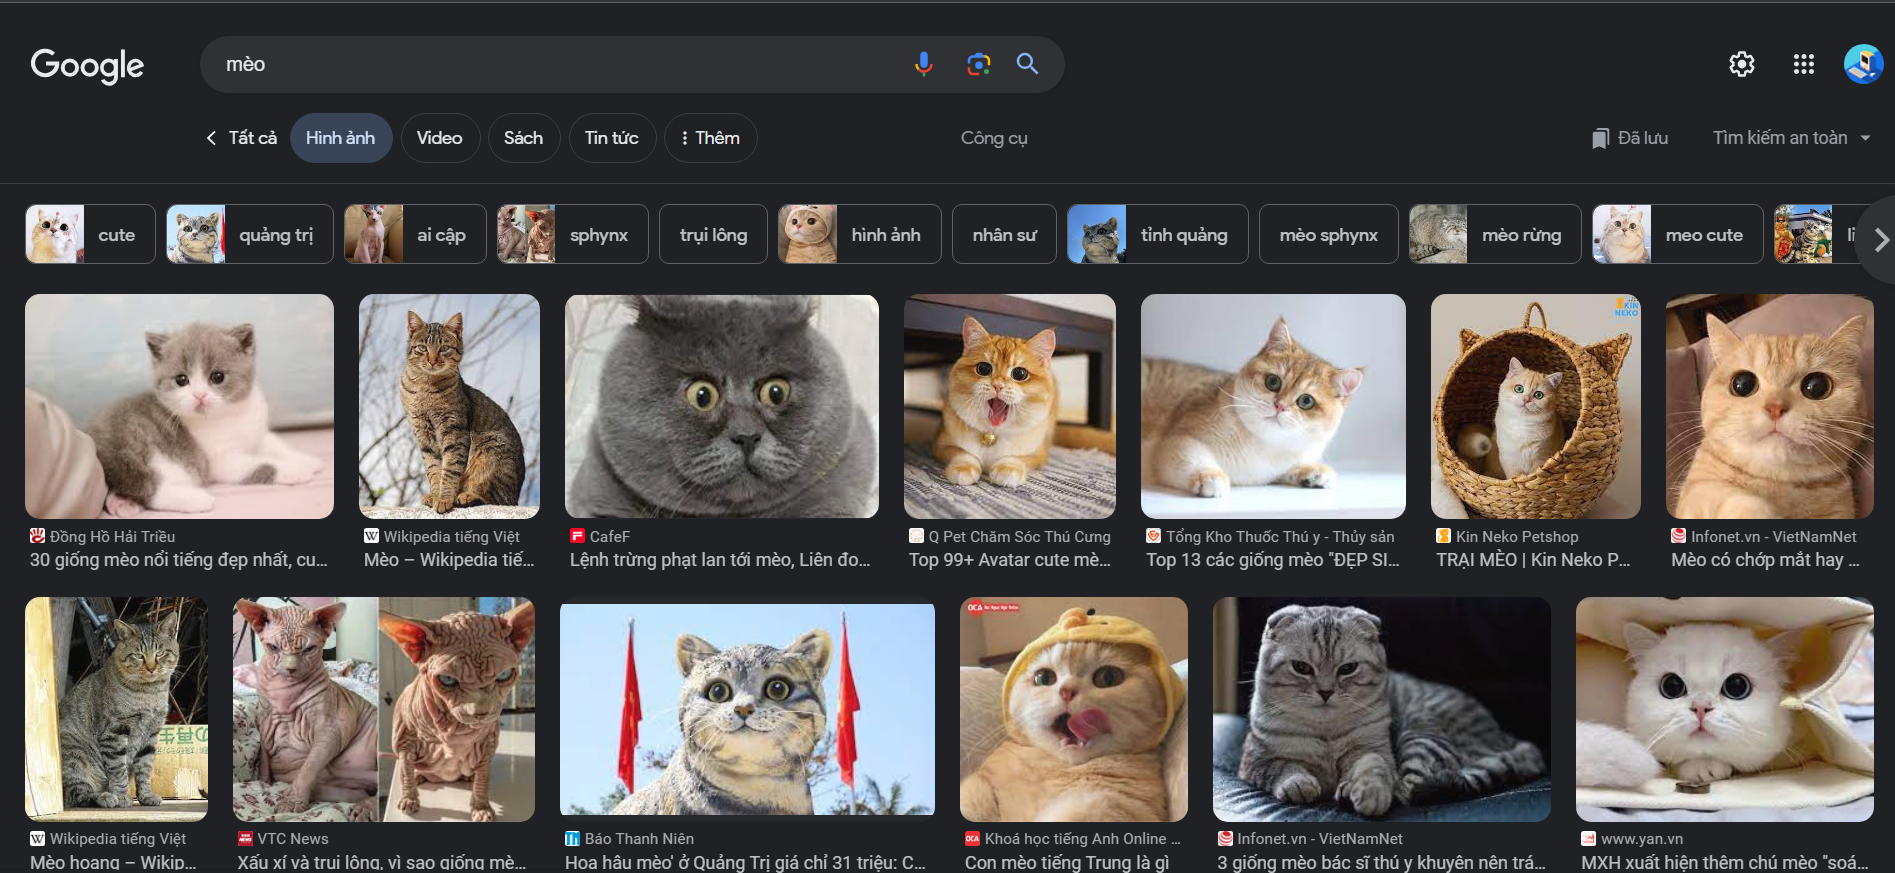 Google
mèo
Tất cả
Hình ảnh
Video
Sách
Tin tức
Thêm
Công cụ
Đã lưu
Tìm kiếm an toàn
cute
quảng trị
ai cập
sphynx
trụi lông
hình ảnh
nhân sư
tỉnh quảng
mèo sphynx
mèo rừng
meo cute
KIN
NEKO
Đồng Hồ Hải Triều
30 giống mèo nổi tiếng đẹp nhất, cu...
Wikipedia tiếng Việt
Mèo – Wikipedia tiế...
CafeF
Lệnh trừng phạt lan tới mèo, Liên đo...
Q Pet Chăm Sóc Thú Cưng
Top 99+ Avatar cute mè...
Tổng Kho Thuốc Thú y - Thủy sản
Top 13 các giống mèo "ĐẸP SI...
Kin Neko Petshop
TRẠI MÈO | Kin Neko P...
Infonet.vn - VietNamNet
Mèo có chớp mắt hay ...
OCA
Wikipedia tiếng Việt
Mèo hoang – Wikip...
VTC News
Xấu xí và trụi lông, vì sao giống mè...
Báo Thanh Niên
Hoa hậu mèo' ở Quảng Trị giá chỉ 31 triệu: C...
OCA
Khoá học tiếng Anh Online ...
Con mèo tiếng Trung là gì
Infonet.vn - VietNamNet
3 giống mèo bác sĩ thú y khuyên nên trá...
www.yan.vn
MXH xuất hiện thêm chú mèo "soá...